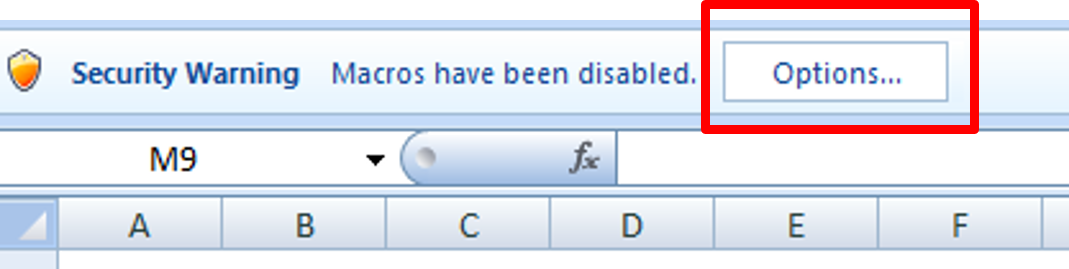 Security Warning Macros have been disabled. Options...
M9 fx
A B C D E F